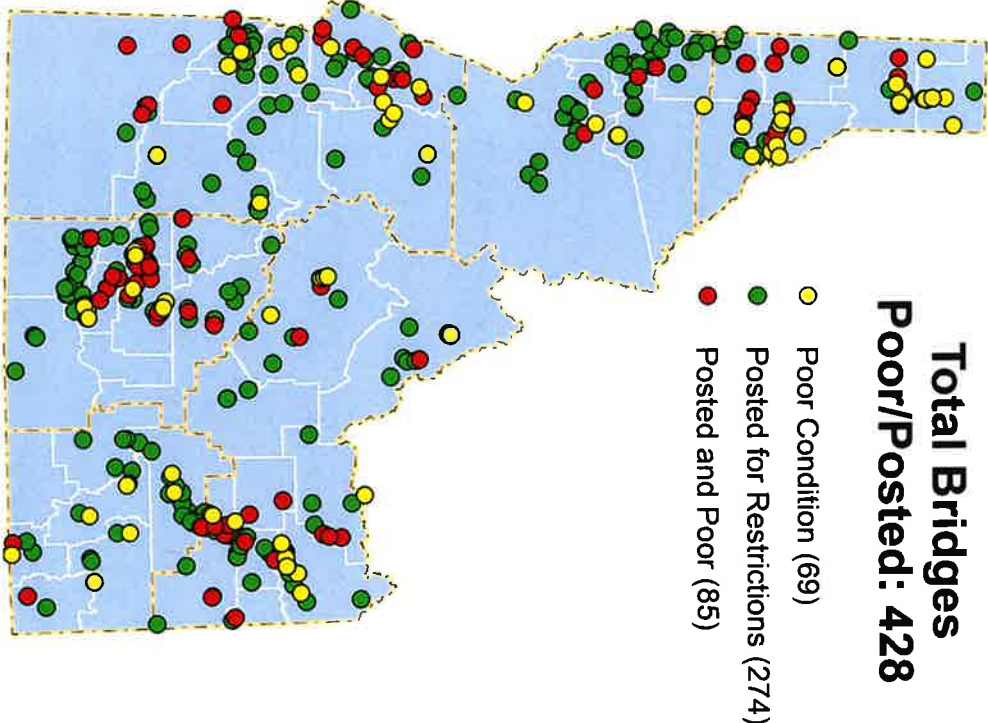 Total Bridges
Poor/Posted: 428
Poor Condition (69)
Posted for Restrictions (274)
Posted and Poor (85)